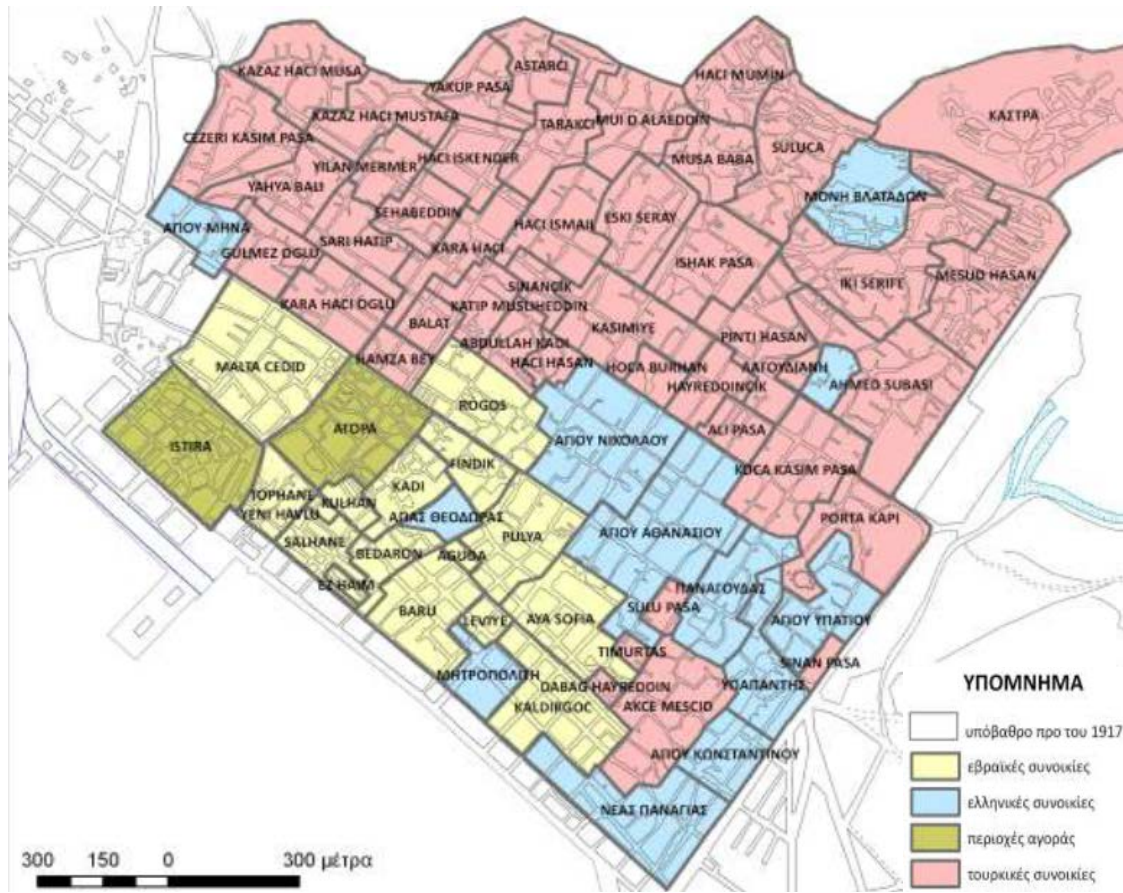 ASTARCI
KAZAZ HACI MUSA
YAKUP PASA
HACI MUMIN
KAZAZ HACI MUSTAFA
ΚΑΣΤΡΑ
TARAKCI
MUI D ALAEDDIN
CEZERI KASIM PASA
HACI ISKENDER
MUSA BABA
SULUCA
YILAN MERMER
YAHYA BALI
ΜΟΝΗ ΒΛΑΤΑΔΩΝ
SEHABEDDIN
HACI ISMAIL
ESKI SERAY
ΑΓΙΟΥ ΜΗΝΑ
SARI HATIP
KARA HACI
GULMEZ OGLU
ISHAK PASA
MESUD HASAN
IKI SERIFE
SINANCIK
KARA HACI OGLU
KATIP MUSLIHEDDIN
BALAT
KASIMIYE
PINTI HASAN
ABDULLAH KADI
HAMZA BEY
HACI HASAN
HOCA BURHAN
ΛΑΓΟΥΔΙΑΝΗ
MALTA CEDID
HAYREDDINCIK
AHMED SUBASI
ROGOS
ΑΓΟΡΑ
ALI PASA
ΑΓΙΟΥ ΝΙΚΟΛΑΟΥ
ISTIRA
FINDIK
KOCA KASIM PASA
KADI
TOPHANE
KULHAN
YENI HAVLU
ΑΓΙΑΣ ΘΕΟΔΩΡΑΣ
PORTA KAPI
PULYA
ΑΓΙΟΥ ΑΘΑΝΑΣΙΟΥ
SALHANE
BEDARON
AGUDA
EZ HAIM
ΠΑΝΑΓΟΥΔΑΣ
BARU
SULU PASA
LEVIYE
AYA SOFIA
ΑΓΙΟΥ ΥΠΑΤΙΟΥ
TIMURTAS
SINAN PASA
ΜΗΤΡΟΠΟΛΙΤΗ
DABAG HAYREDDIN
ΥΠΑΠΑΝΤΗΣ
KALDIRGOC
AKCE MESCID
ΑΓΙΟΥ ΚΩΝΣΤΑΝΤΙΝΟΥ
ΝΕΑΣ ΠΑΝΑΓΙΑΣ
ΥΠΟΜΝΗΜΑ
υπόβαθρο προ του 1917
εβραϊκές συνοικίες
ελληνικές συνοικίες
περιοχές αγοράς
τουρκικές συνοικίες
300 150 0 300 μέτρα